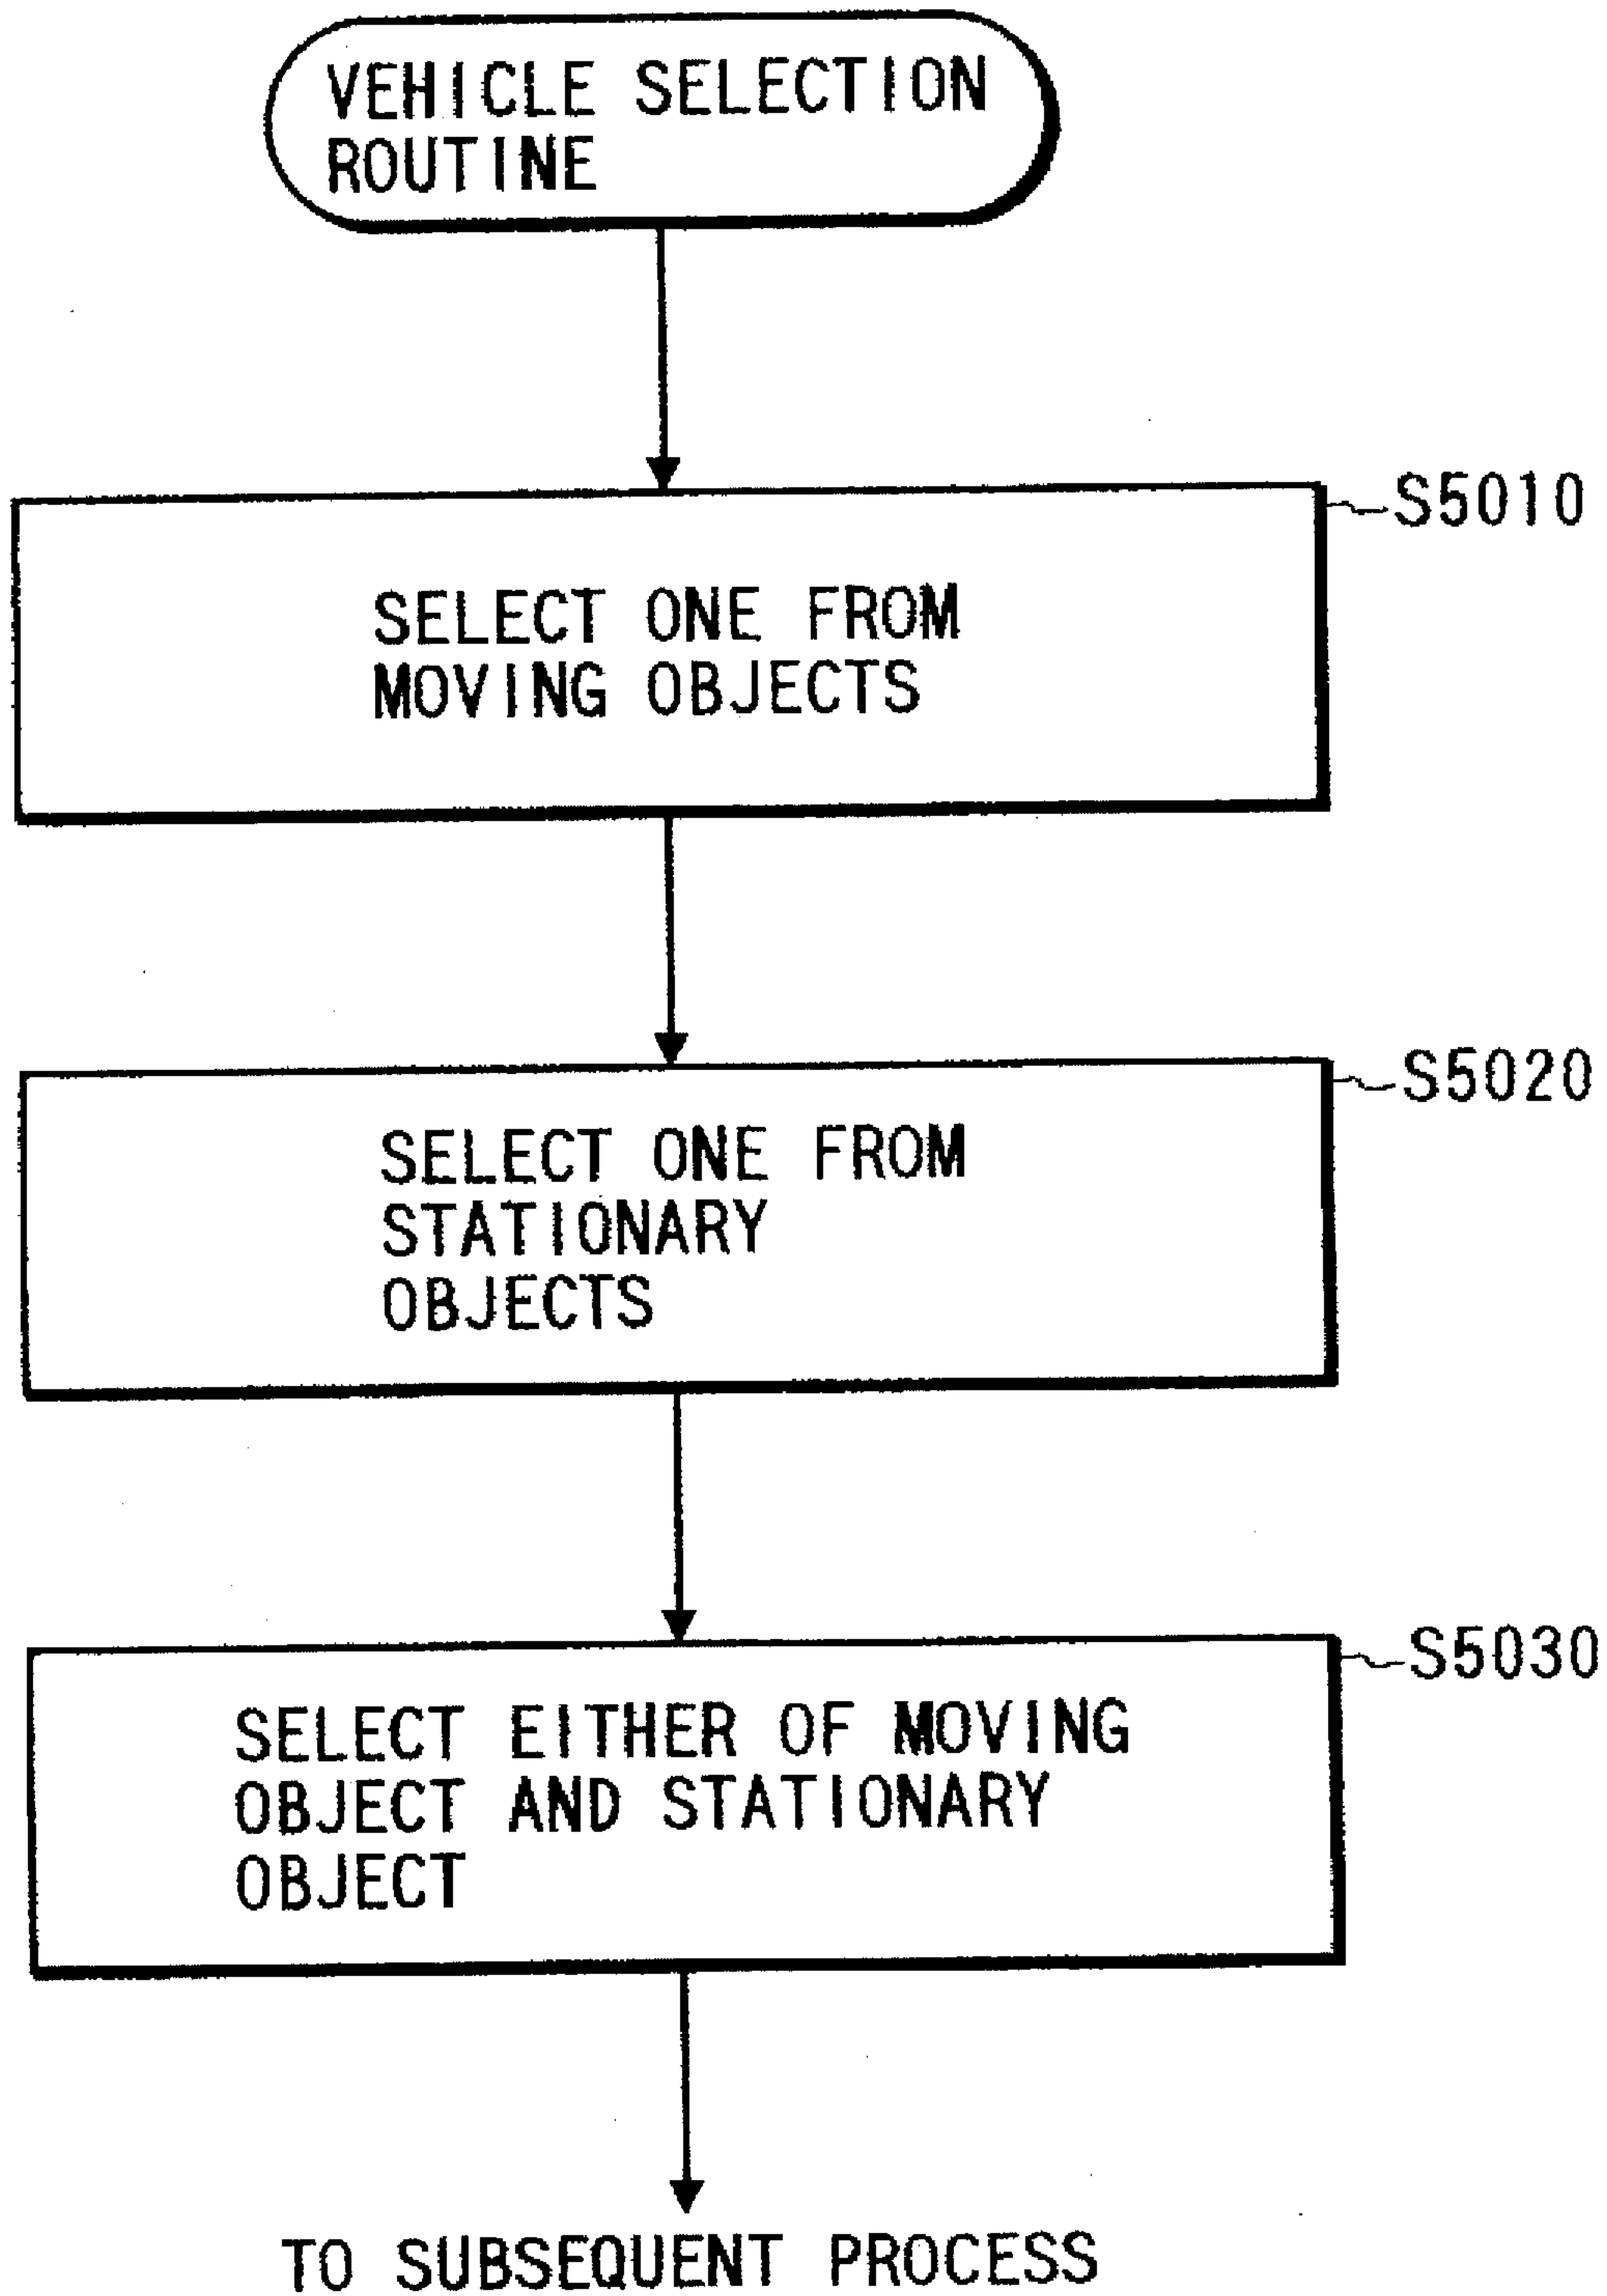 VEHICLE SELECTION
ROUTINE
S5010
SELECT ONE FROM
MOVING OBJECTS
S5020
SELECT ONE FROM
STATIONARY
OBJECTS
S5030
SELECT EITHER OF MOVING
OBJECT AND STATIONARY
OBJECT
TO SUBSEQUENT PROCESS